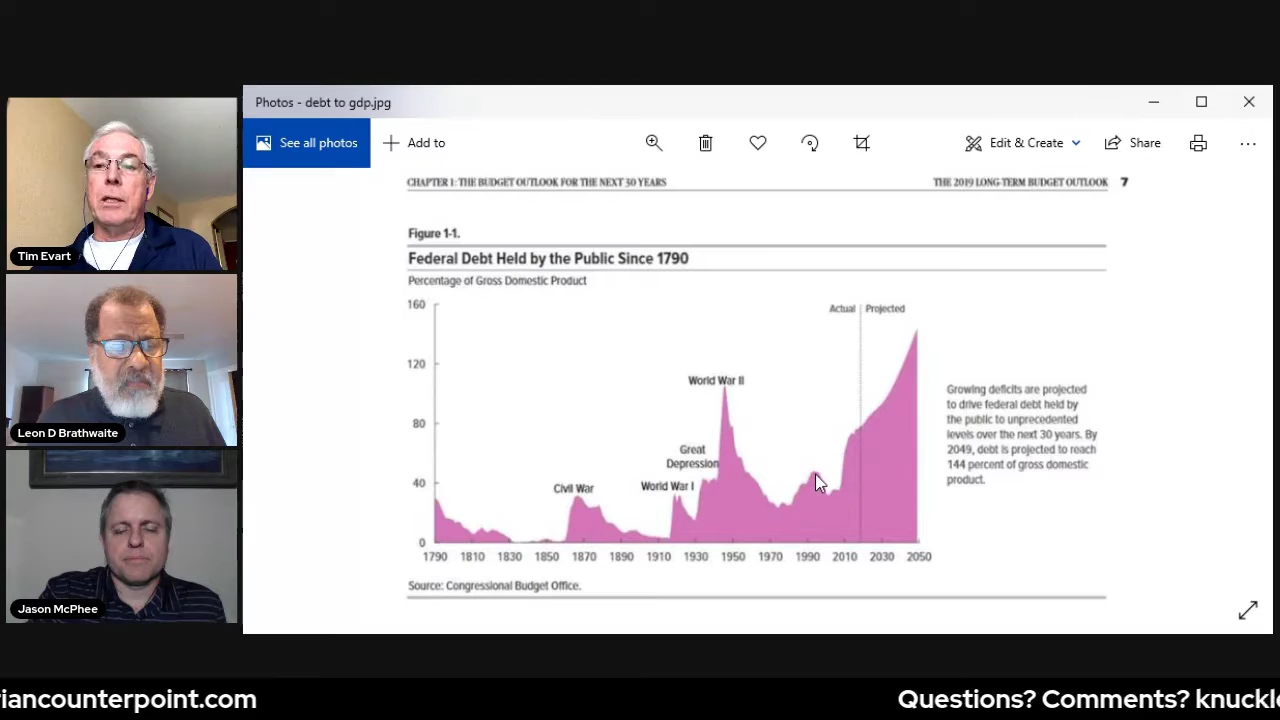 Photos - debt to gdp.jpg
See all photos
Add to
Edit & Create
Share
CHAPTER 1: THE BUDGET OUTLOOK FOR THE NEXT 30 YEARS
THE 2019 LONG-TERM BUDGET OUTLOOK 7
Figure 1-1.
Federal Debt Held by the Public Since 1790
Percentage of Gross Domestic Product
160
120
80
40
0
Actual
Projected
World War II
Great
Depression
World War I
Civil War
1790 1810 1830 1850 1870 1890 1910 1930 1950 1970 1990 2010 2030 2050
Growing deficits are projected
to drive federal debt held by
the public to unprecedented
levels over the next 30 years. By
2049, debt is projected to reach
144 percent of gross domestic
product.
Source: Congressional Budget Office.
Tim Evart
Leon D Brathwaite
Jason McPhee
riancounterpoint.com
Questions? Comments? knuckle